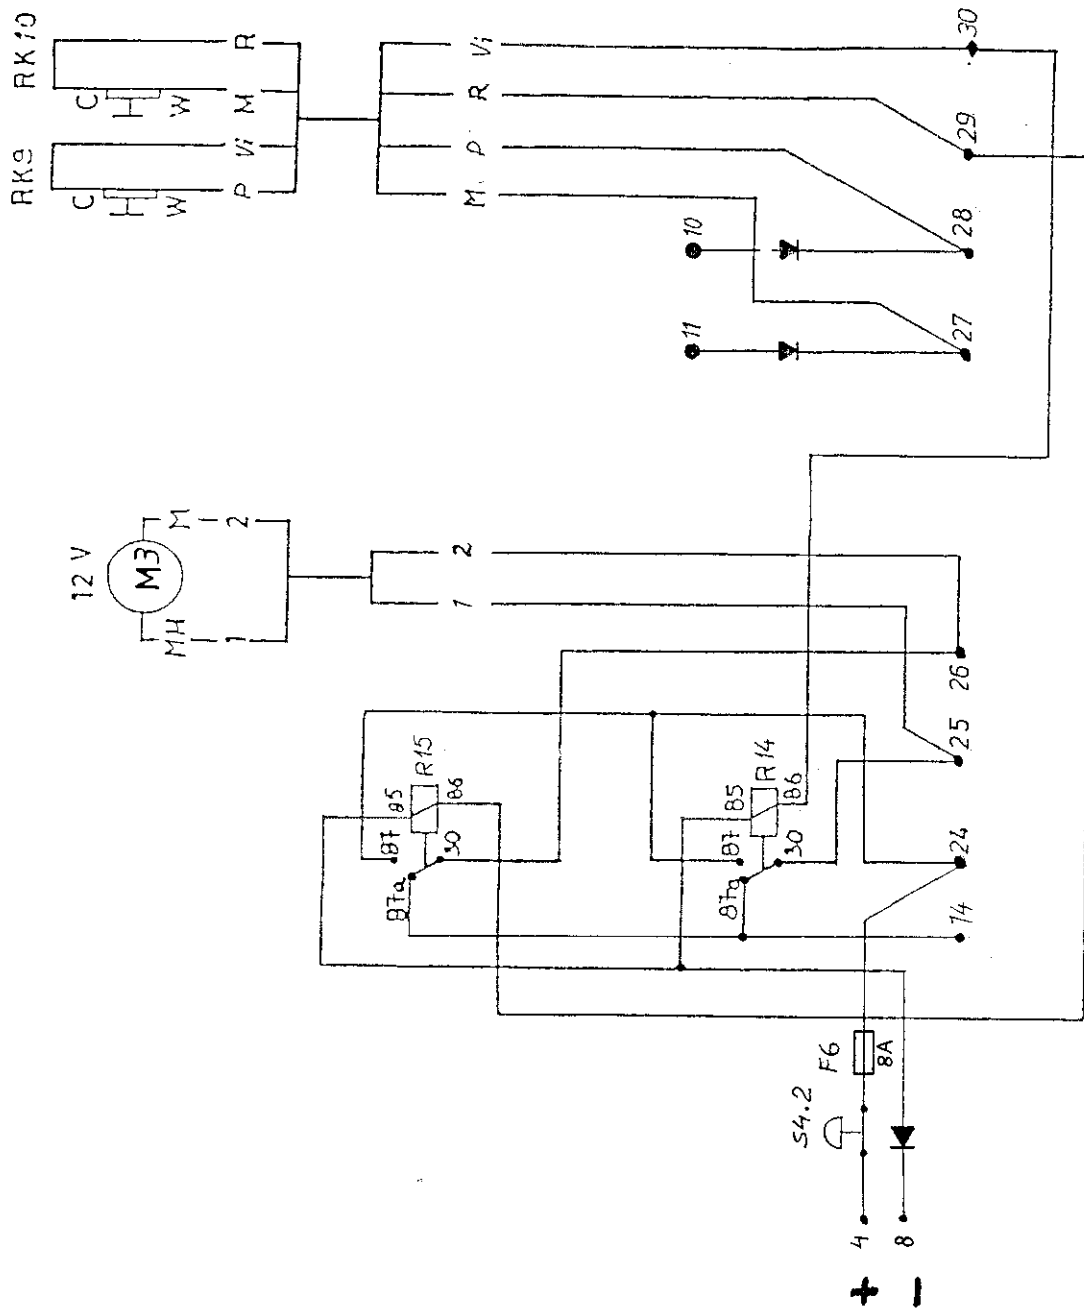 RK9 RK10
12 V C C
M3
MH M W W
1 2 P Vi M R
87a 87 85
R15
30 86
1 2 M P R Vi
11 10
87a 87 85
R14
30 86
S4.2
F6
+ 4
8A
- 8
14 24 25 26 27 28 29 30